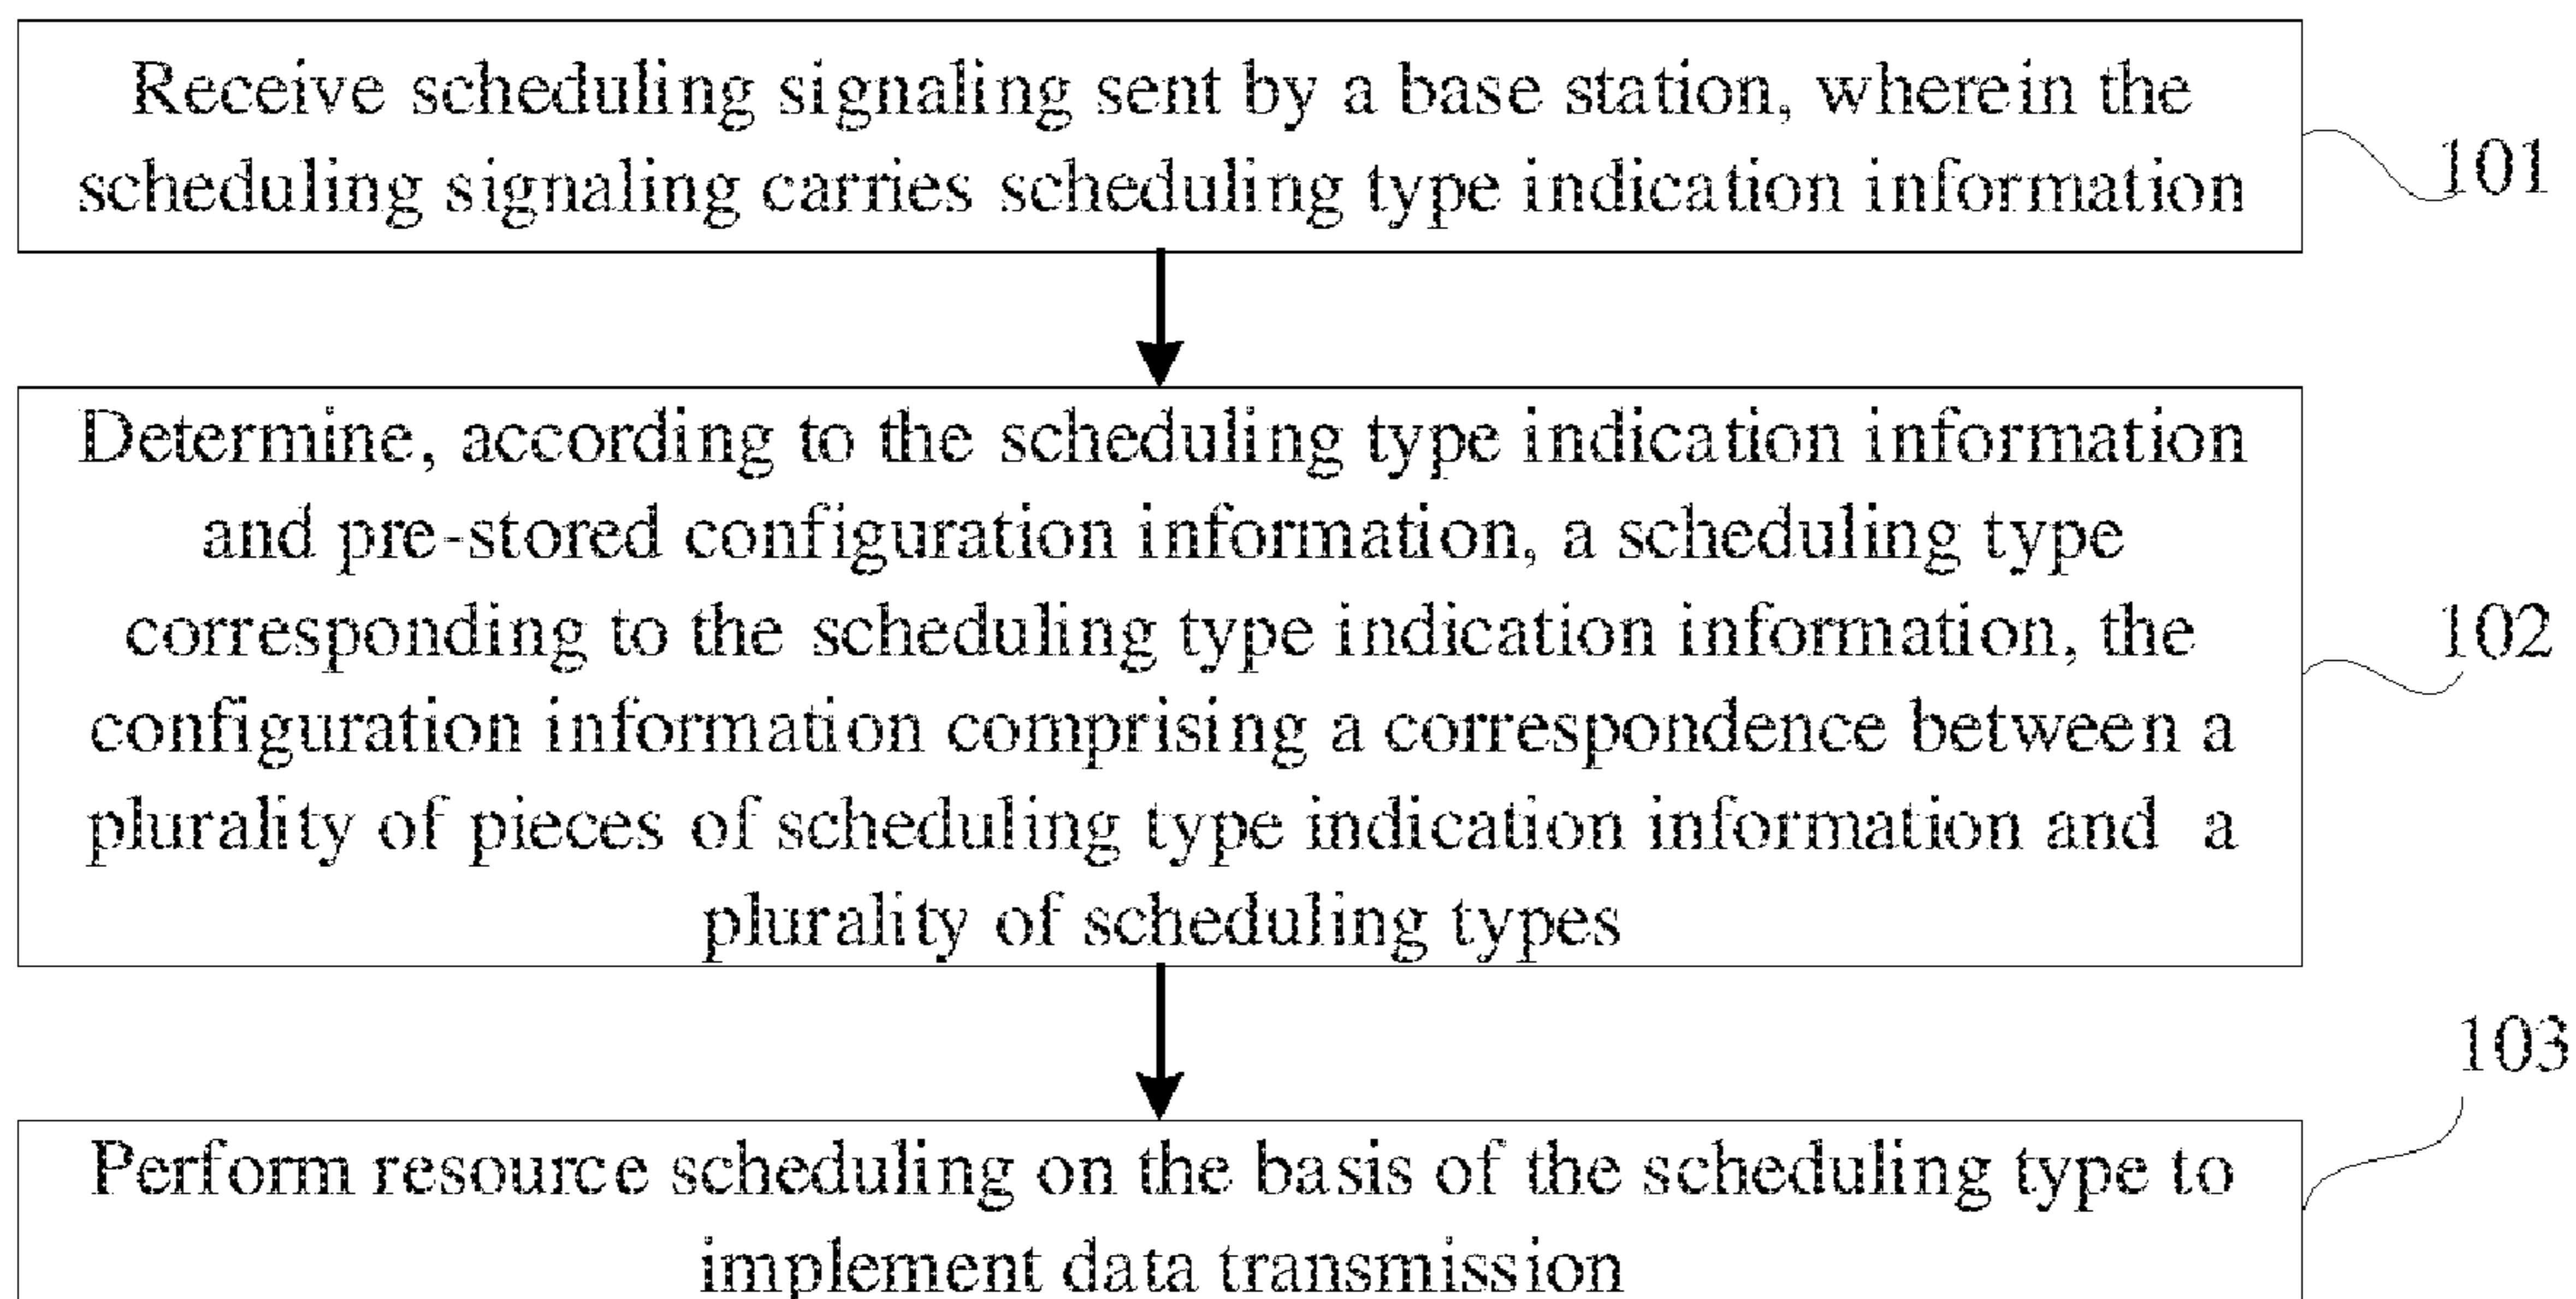 Receive scheduling signaling sent by a base station, wherein the
scheduling signaling carries scheduling type indication information
101
Determine, according to the scheduling type indication information
and pre-stored configuration information, a scheduling type
corresponding to the scheduling type indication information, the
configuration information comprising a correspondence between a
plurality of pieces of scheduling type indication information and a
plurality of scheduling types
102
103
Perform resource scheduling on the basis of the scheduling type to
implement data transmission